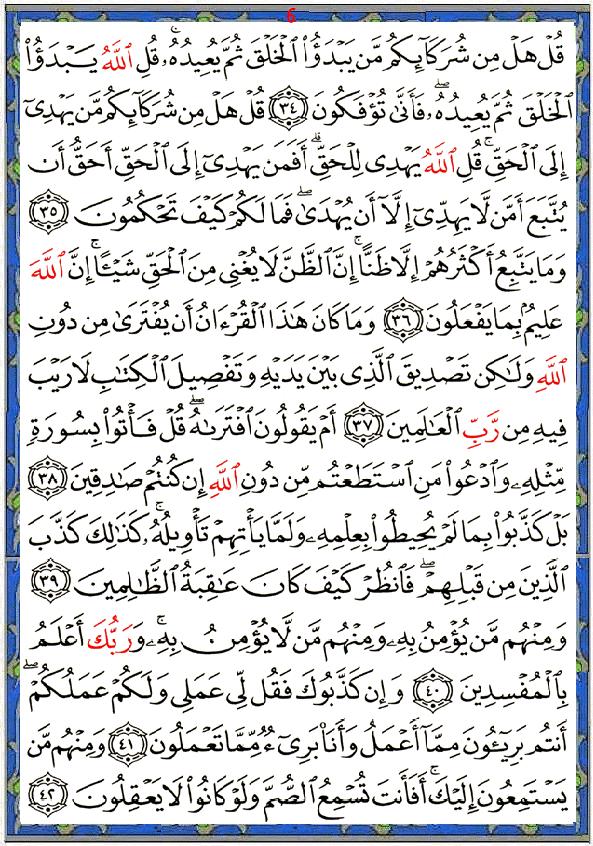 6
قُلْ هَلْ مِن شُرَكَآئِكُم مَّن يَبْدَؤُاْ ٱلْخَلْقَ ثُمَّ يُعِيدُهُۥۚ قُلِ ٱللَّهُ يَبْدَؤُاْ
ٱلْخَلْقَ ثُمَّ يُعِيدُهُۥۖ فَأَنَّىٰ تُؤْفَكُونَ ٣٤ قُلْ هَلْ مِن شُرَكَآئِكُم مَّن يَهْدِىٓ
إِلَى ٱلْحَقِّۚ قُلِ ٱللَّهُ يَهْدِى لِلْحَقِّۗ أَفَمَن يَهْدِىٓ إِلَى ٱلْحَقِّ أَحَقُّ أَن
يُتَّبَعَ أَمَّن لَّا يَهِدِّىٓ إِلَّآ أَن يُهْدَىٰۖ فَمَا لَكُمْ كَيْفَ تَحْكُمُونَ ٣٥
وَمَا يَتَّبِعُ أَكْثَرُهُمْ إِلَّا ظَنًّاۚ إِنَّ ٱلظَّنَّ لَا يُغْنِى مِنَ ٱلْحَقِّ شَيْـًٔاۚ إِنَّ ٱللَّهَ
عَلِيمٌۢ بِمَا يَفْعَلُونَ ٣٦ وَمَا كَانَ هَٰذَا ٱلْقُرْءَانُ أَن يُفْتَرَىٰ مِن دُونِ
ٱللَّهِ وَلَٰكِن تَصْدِيقَ ٱلَّذِى بَيْنَ يَدَيْهِ وَتَفْصِيلَ ٱلْكِتَٰبِ لَا رَيْبَ
فِيهِ مِن رَّبِّ ٱلْعَٰلَمِينَ ٣٧ أَمْ يَقُولُونَ ٱفْتَرَىٰهُۖ قُلْ فَأْتُواْ بِسُورَةٍ
مِّثْلِهِۦ وَٱدْعُواْ مَنِ ٱسْتَطَعْتُم مِّن دُونِ ٱللَّهِ إِن كُنتُمْ صَٰدِقِينَ ٣٨
بَلْ كَذَّبُواْ بِمَا لَمْ يُحِيطُواْ بِعِلْمِهِۦ وَلَمَّا يَأْتِهِمْ تَأْوِيلُهُۥۚ كَذَٰلِكَ كَذَّبَ
ٱلَّذِينَ مِن قَبْلِهِمْۖ فَٱنظُرْ كَيْفَ كَانَ عَٰقِبَةُ ٱلظَّٰلِمِينَ ٣٩
وَمِنْهُم مَّن يُؤْمِنُ بِهِۦ وَمِنْهُم مَّن لَّا يُؤْمِنُ بِهِۦۚ وَرَبُّكَ أَعْلَمُ
بِٱلْمُفْسِدِينَ ٤٠ وَإِن كَذَّبُوكَ فَقُل لِّى عَمَلِى وَلَكُمْ عَمَلُكُمْۖ
أَنتُم بَرِيٓـُٔونَ مِمَّآ أَعْمَلُ وَأَنَا۠ بَرِىٓءٌ مِّمَّا تَعْمَلُونَ ٤١ وَمِنْهُم مَّن
يَسْتَمِعُونَ إِلَيْكَۚ أَفَأَنتَ تُسْمِعُ ٱلصُّمَّ وَلَوْ كَانُواْ لَا يَعْقِلُونَ ٤٢